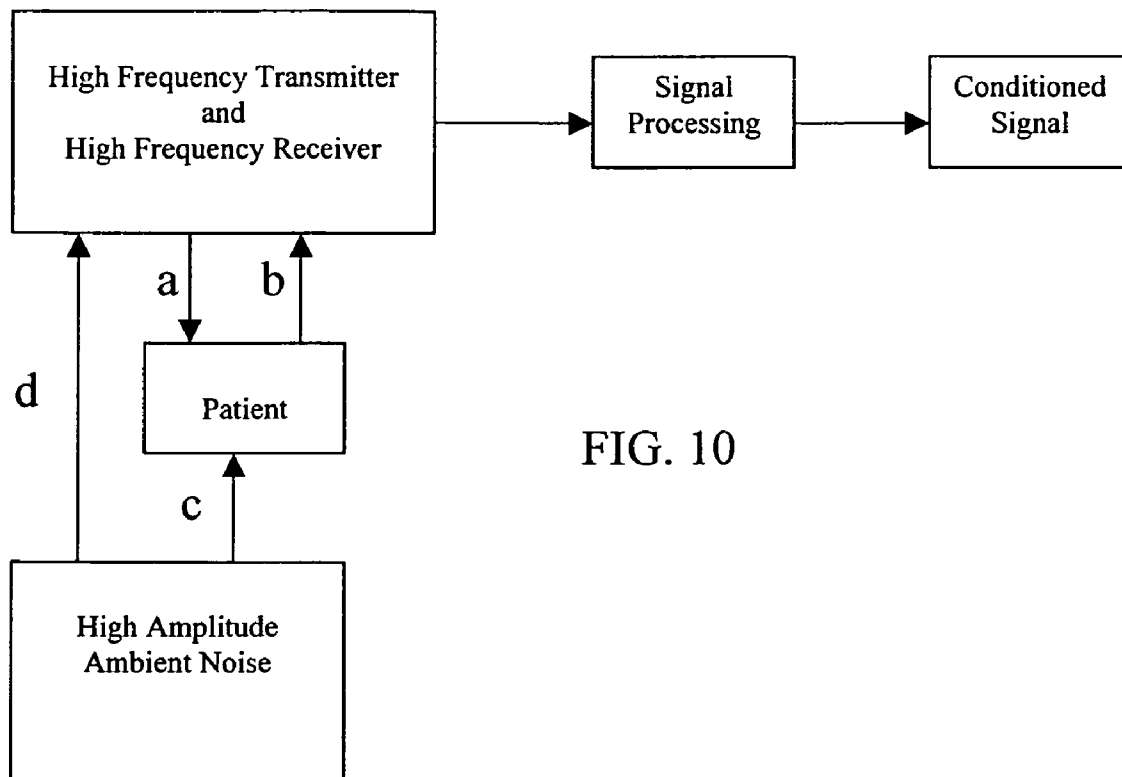 High Frequency Transmitter
and
High Frequency Receiver
Signal
Processing
Conditioned
Signal
a
b
d
Patient
c
FIG. 10
High Amplitude
Ambient Noise